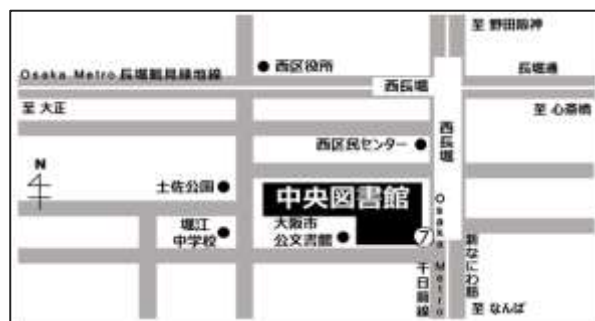 至 野田阪神
西区役所
長堀通
Osaka Metro 長堀鶴見緑地線
西長堀
至 大正
至 心斎橋
西区民センター
西長堀
N
土佐公園
中央図書館
堀江
中学校
大阪市
公文書館
⑦
Osaka Metro 千日前線
新なにわ筋
至 なんば